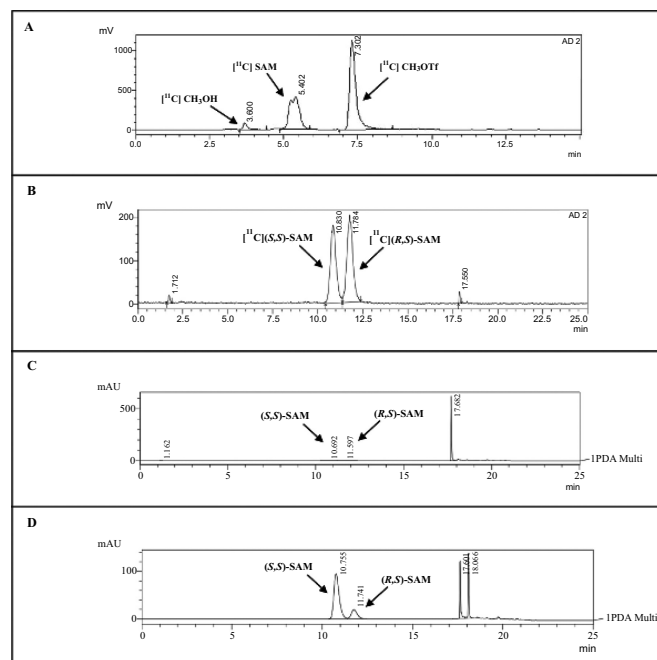 A
mV
AD 2
1000
500
0
[¹¹C] CH₃OH
[¹¹C] SAM
[¹¹C] CH₃OTf
3.600
5.402
7.302
0.0 2.5 5.0 7.5 10.0 12.5
min
B
mV
AD 2
200
100
0
[¹¹C](S,S)-SAM
[¹¹C](R,S)-SAM
1.712
10.830
11.784
17.550
0.0 2.5 5.0 7.5 10.0 12.5 15.0 17.5 20.0 22.5 25.0
min
C
mAU
500
0
(S,S)-SAM
(R,S)-SAM
1.162
10.692
11.597
17.682
1PDA Multi
0 5 10 15 20 25
min
D
mAU
100
0
(S,S)-SAM
(R,S)-SAM
10.755
11.741
17.601
18.066
1PDA Multi
0 5 10 15 20 25
min